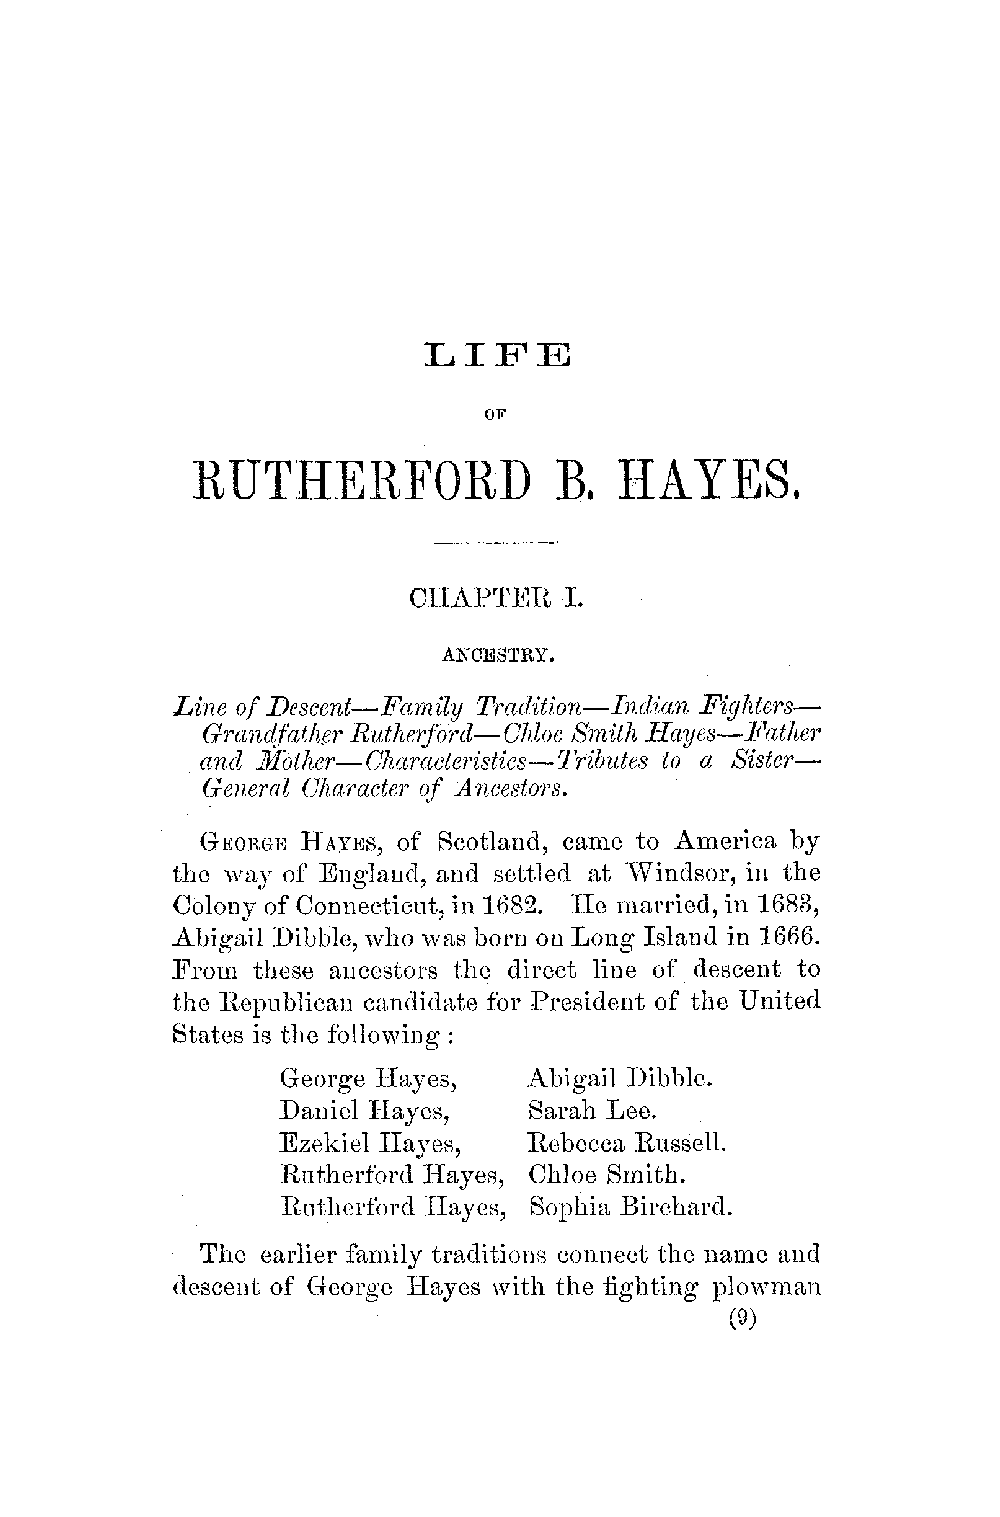 LIFE
OF
RUTHERFORD B. HAYES.
CHAPTER I.
ANCESTRY.
Line of Descent—Family Tradition—Indian Fighters—
Grandfather Rutherford—Chloe Smith Hayes—Father
and Mother—Characteristics—Tributes to a Sister—
General Character of Ancestors.
GEORGE HAYES, of Scotland, came to America by
the way of England, and settled at Windsor, in the
Colony of Connecticut, in 1682. He married, in 1683,
Abigail Dibble, who was born on Long Island in 1666.
From these ancestors the direct line of descent to
the Republican candidate for President of the United
States is the following:
George Hayes, Abigail Dibble.
Daniel Hayes, Sarah Lee.
Ezekiel Hayes, Rebecca Russell.
Rutherford Hayes, Chloe Smith.
Rutherford Hayes, Sophia Birchard.
The earlier family traditions connect the name and
descent of George Hayes with the fighting plowman
(9)